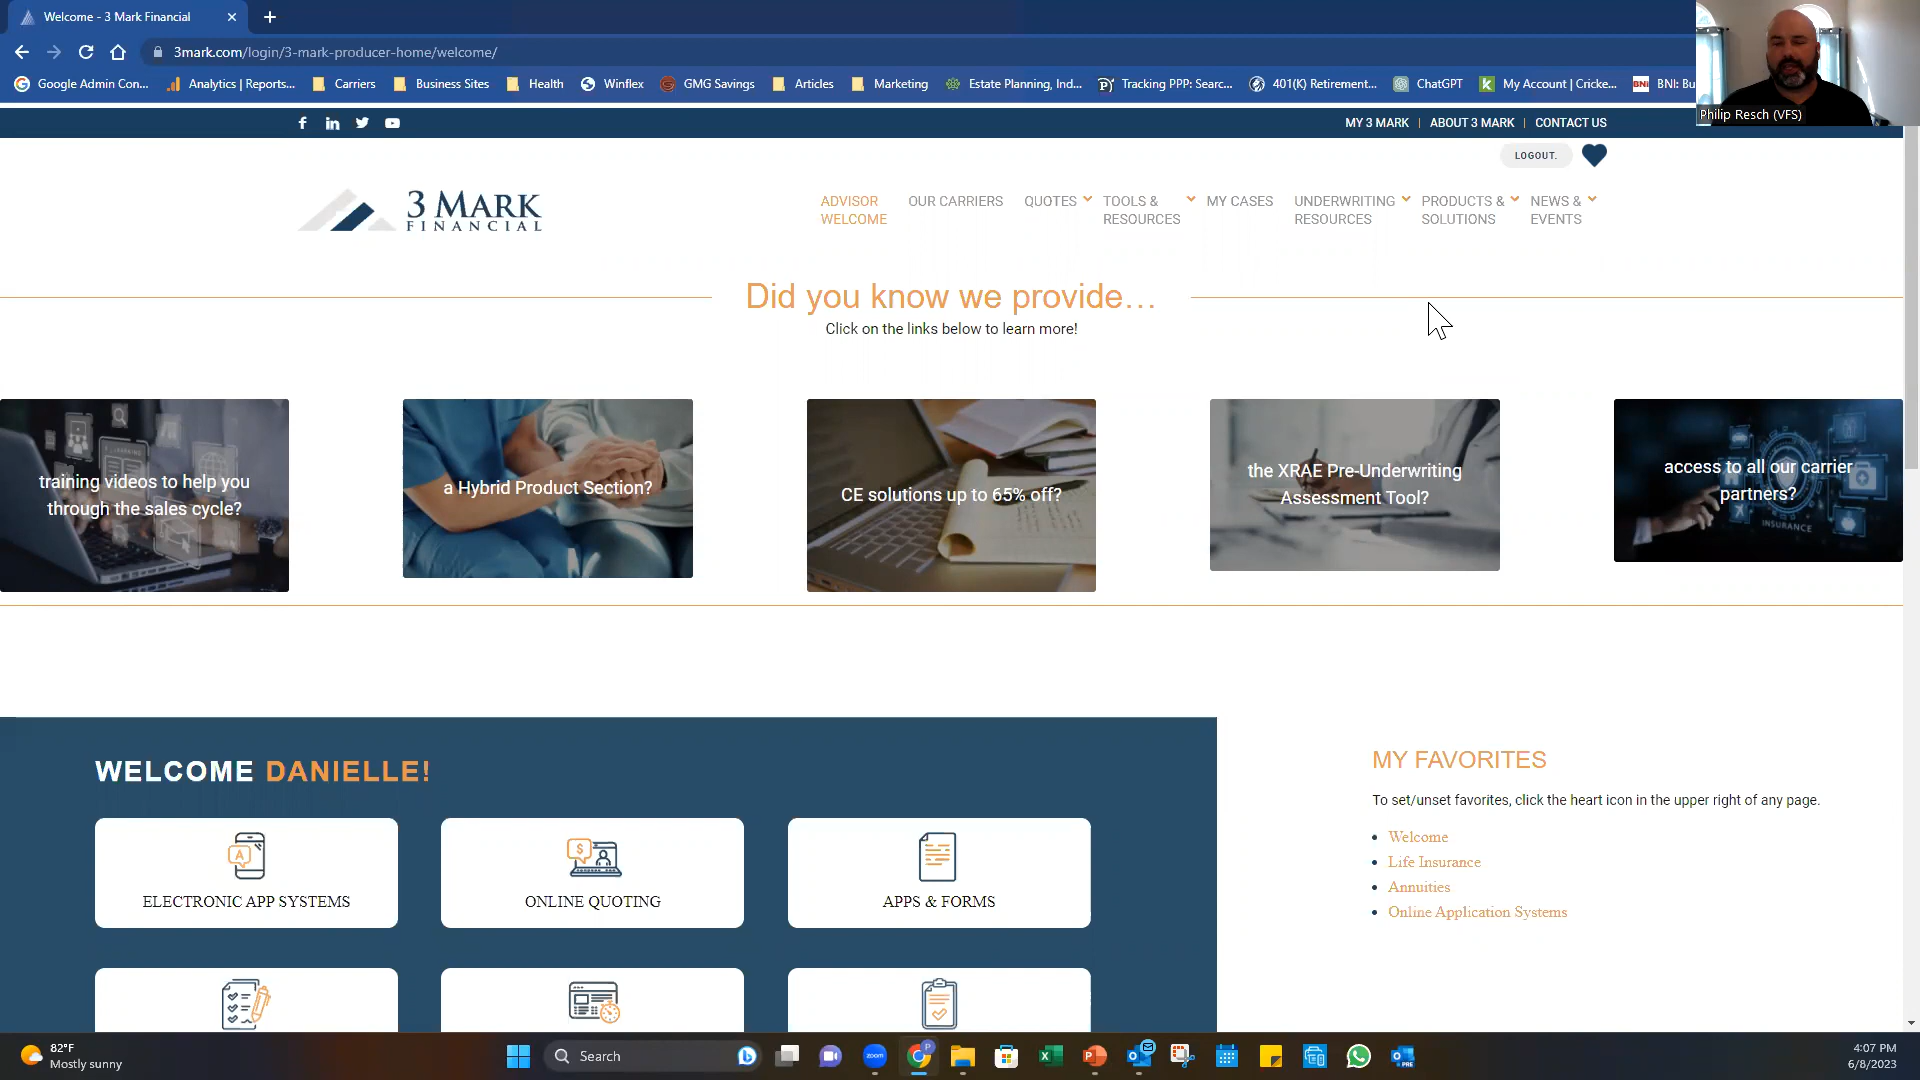 Welcome - 3 Mark Financial
3mark.com/login/3-mark-producer-home/welcome/
Google Admin Con...
Analytics | Reports...
Carriers
Business Sites
Health
Winflex
GMG Savings
Articles
Marketing
Estate Planning, Ind...
Tracking PPP: Searc...
401(K) Retirement...
ChatGPT
My Account | Cricke...
BNI: Bu
Philip Resch (VFS)
MY 3 MARK | ABOUT 3 MARK | CONTACT US
LOGOUT.
3 MARK
FINANCIAL
ADVISOR
WELCOME
OUR CARRIERS
QUOTES
TOOLS &
RESOURCES
MY CASES
UNDERWRITING
RESOURCES
PRODUCTS &
SOLUTIONS
NEWS &
EVENTS
Did you know we provide...
Click on the links below to learn more!
training videos to help you
through the sales cycle?
a Hybrid Product Section?
CE solutions up to 65% off?
the XRAE Pre-Underwriting
Assessment Tool?
access to all our carrier
partners?
INSURANCE
WELCOME DANIELLE!
ELECTRONIC APP SYSTEMS
ONLINE QUOTING
APPS & FORMS
MY FAVORITES
To set/unset favorites, click the heart icon in the upper right of any page.
Welcome
Life Insurance
Annuities
Online Application Systems
82°F
Mostly sunny
Search
zoom
PRE
4:07 PM
6/8/2023